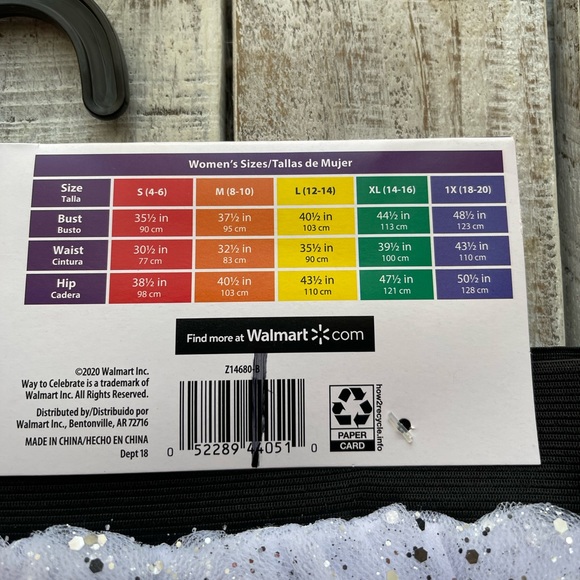 Women's Sizes/Tallas de Mujer
Size S (4-6) M (8-10) L (12-14) XL (14-16) 1X (18-20)
Talla
Bust 35½ in 37½ in 40½ in 44½ in 48½ in
Busto 90 cm 95 cm 103 cm 113 cm 123 cm
Waist 30½ in 32½ in 35½ in 39½ in 43½ in
Cintura 77 cm 83 cm 90 cm 100 cm 110 cm
Hip 38½ in 40½ in 43½ in 47½ in 50½ in
Cadera 98 cm 103 cm 110 cm 121 cm 128 cm
Find more at Walmart.com
©2020 Walmart Inc.
Way to Celebrate is a trademark of
Walmart Inc. All Rights Reserved.
Distributed by/Distribuido por
Walmart Inc., Bentonville, AR 72716
MADE IN CHINA/HECHO EN CHINA
Dept 18
Z14680-B
0 52289 44051 0
PAPER
CARD
how2recycle.info